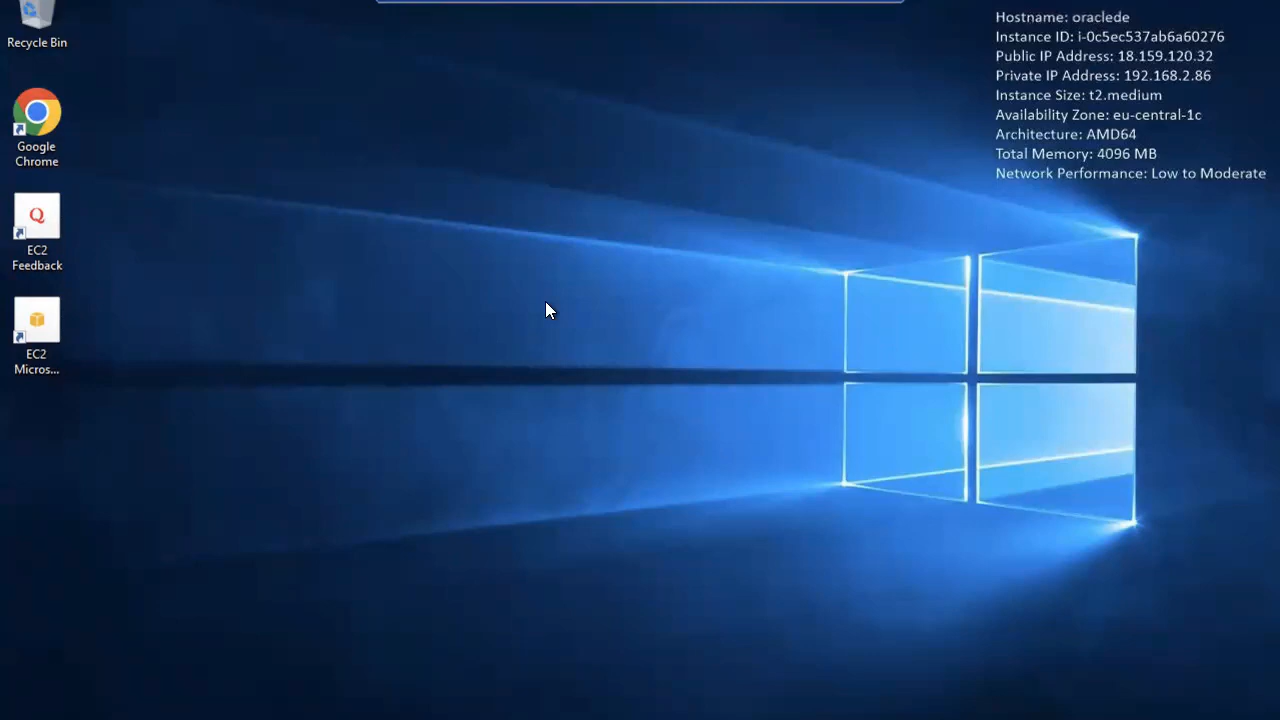 Recycle Bin
Google
Chrome
Q
EC2
Feedback
EC2
Micros...
Hostname: oraclede
Instance ID: i-0c5ec537ab6a60276
Public IP Address: 18.159.120.32
Private IP Address: 192.168.2.86
Instance Size: t2.medium
Availability Zone: eu-central-1c
Architecture: AMD64
Total Memory: 4096 MB
Network Performance: Low to Moderate